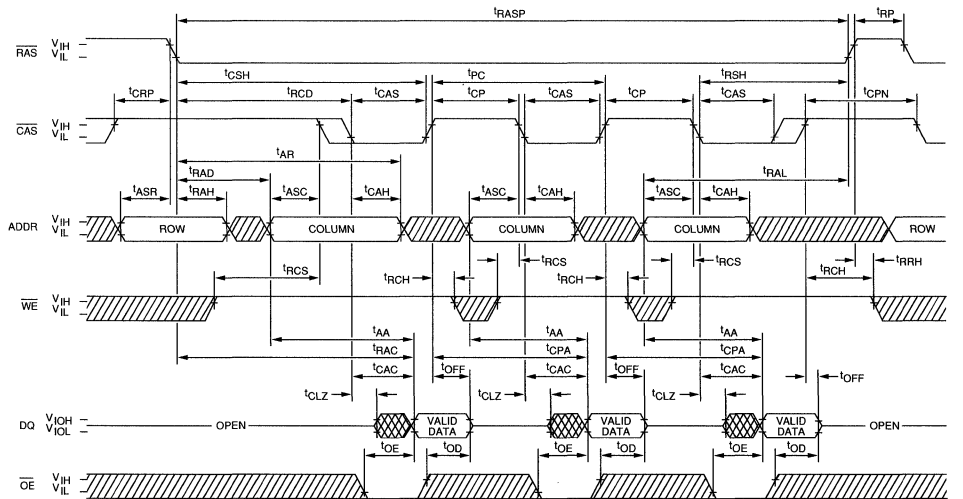 tRASP tRP
RAS VIH
VIL
tCSH tPC tRSH
tCRP tRCD tCAS tCP tCAS tCP tCAS tCPN
CAS VIH
VIL
tAR
tRAD tRAL
tASR tRAH tASC tCAH tASC tCAH tASC tCAH
ADDR VIH
VIL
ROW COLUMN COLUMN COLUMN ROW
tRCS tRCH tRCS tRCH tRCS tRCH tRRH
WE VIH
VIL
tAA tAA tAA
tRAC tCPA tCPA
tCAC tOFF tCAC tOFF tCAC tOFF
tCLZ tCLZ tCLZ
DQ VIOH
VIOL
OPEN VALID DATA VALID DATA VALID DATA OPEN
tOE tOD tOE tOD tOE tOD
OE VIH
VIL